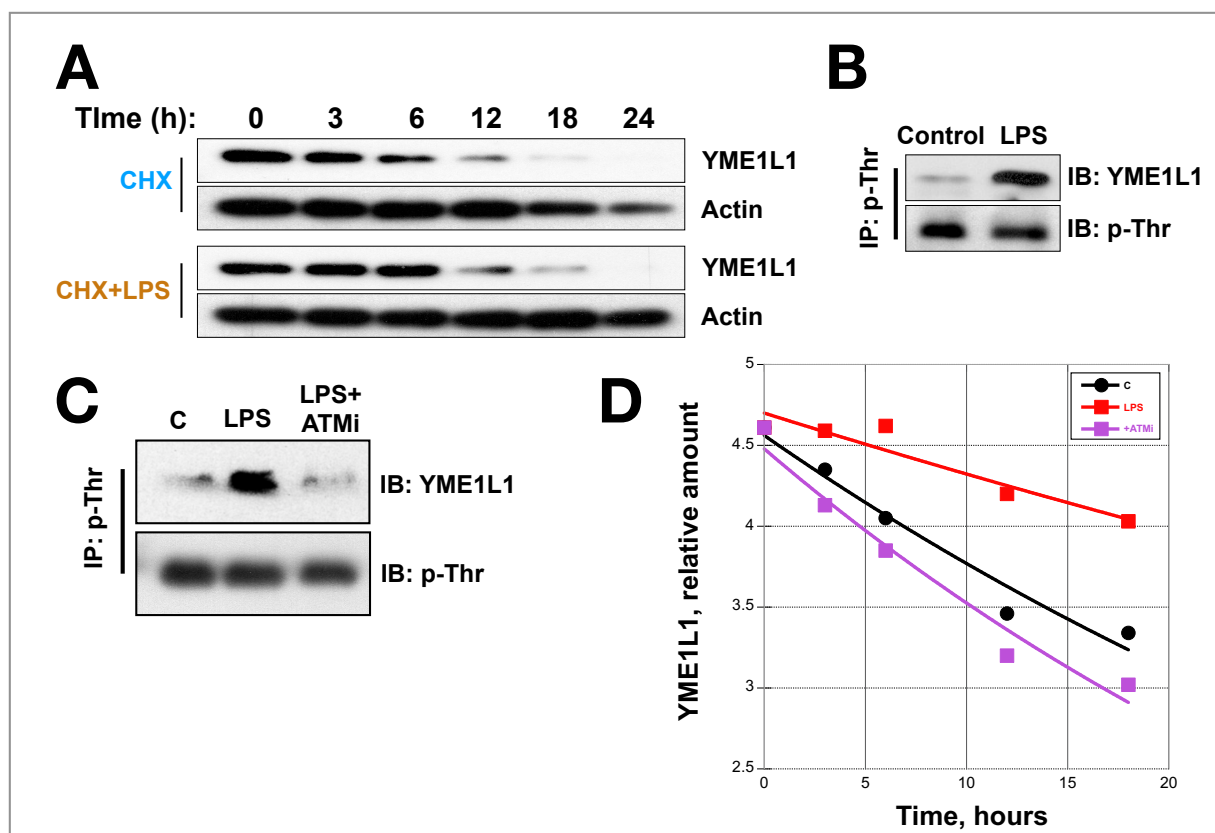 A
TIme (h): 0 3 6 12 18 24
CHX
YME1L1
Actin
CHX+LPS
YME1L1
Actin
B
Control LPS
IP: p-Thr
IB: YME1L1
IB: p-Thr
C
C LPS LPS+
ATMi
IP: p-Thr
IB: YME1L1
IB: p-Thr
D
YME1L1, relative amount
5
4.5
4
3.5
3
2.5
0 5 10 15 20
Time, hours
C
LPS
+ATMi